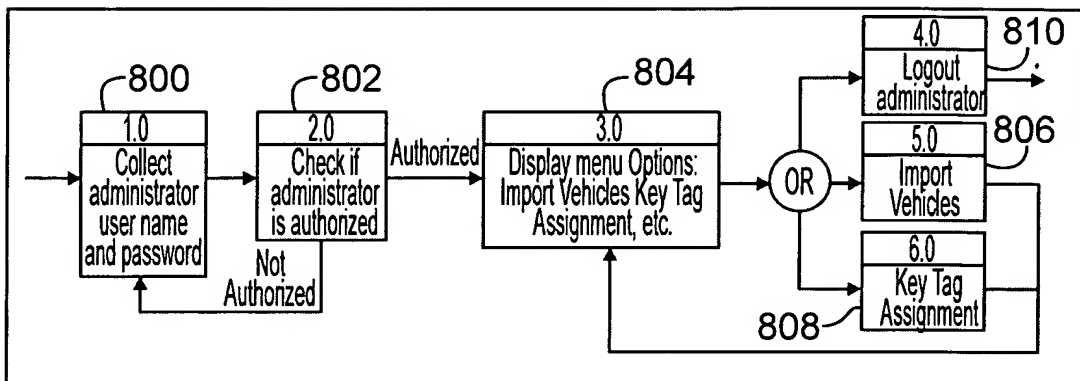 800
1.0
Collect
administrator
user name
and password
802
2.0
Check if
administrator
is authorized
Not
Authorized
Authorized
804
3.0
Display menu Options:
Import Vehicles Key Tag
Assignment, etc.
OR
4.0
Logout
administrator
810
5.0
Import
Vehicles
806
6.0
Key Tag
Assignment
808